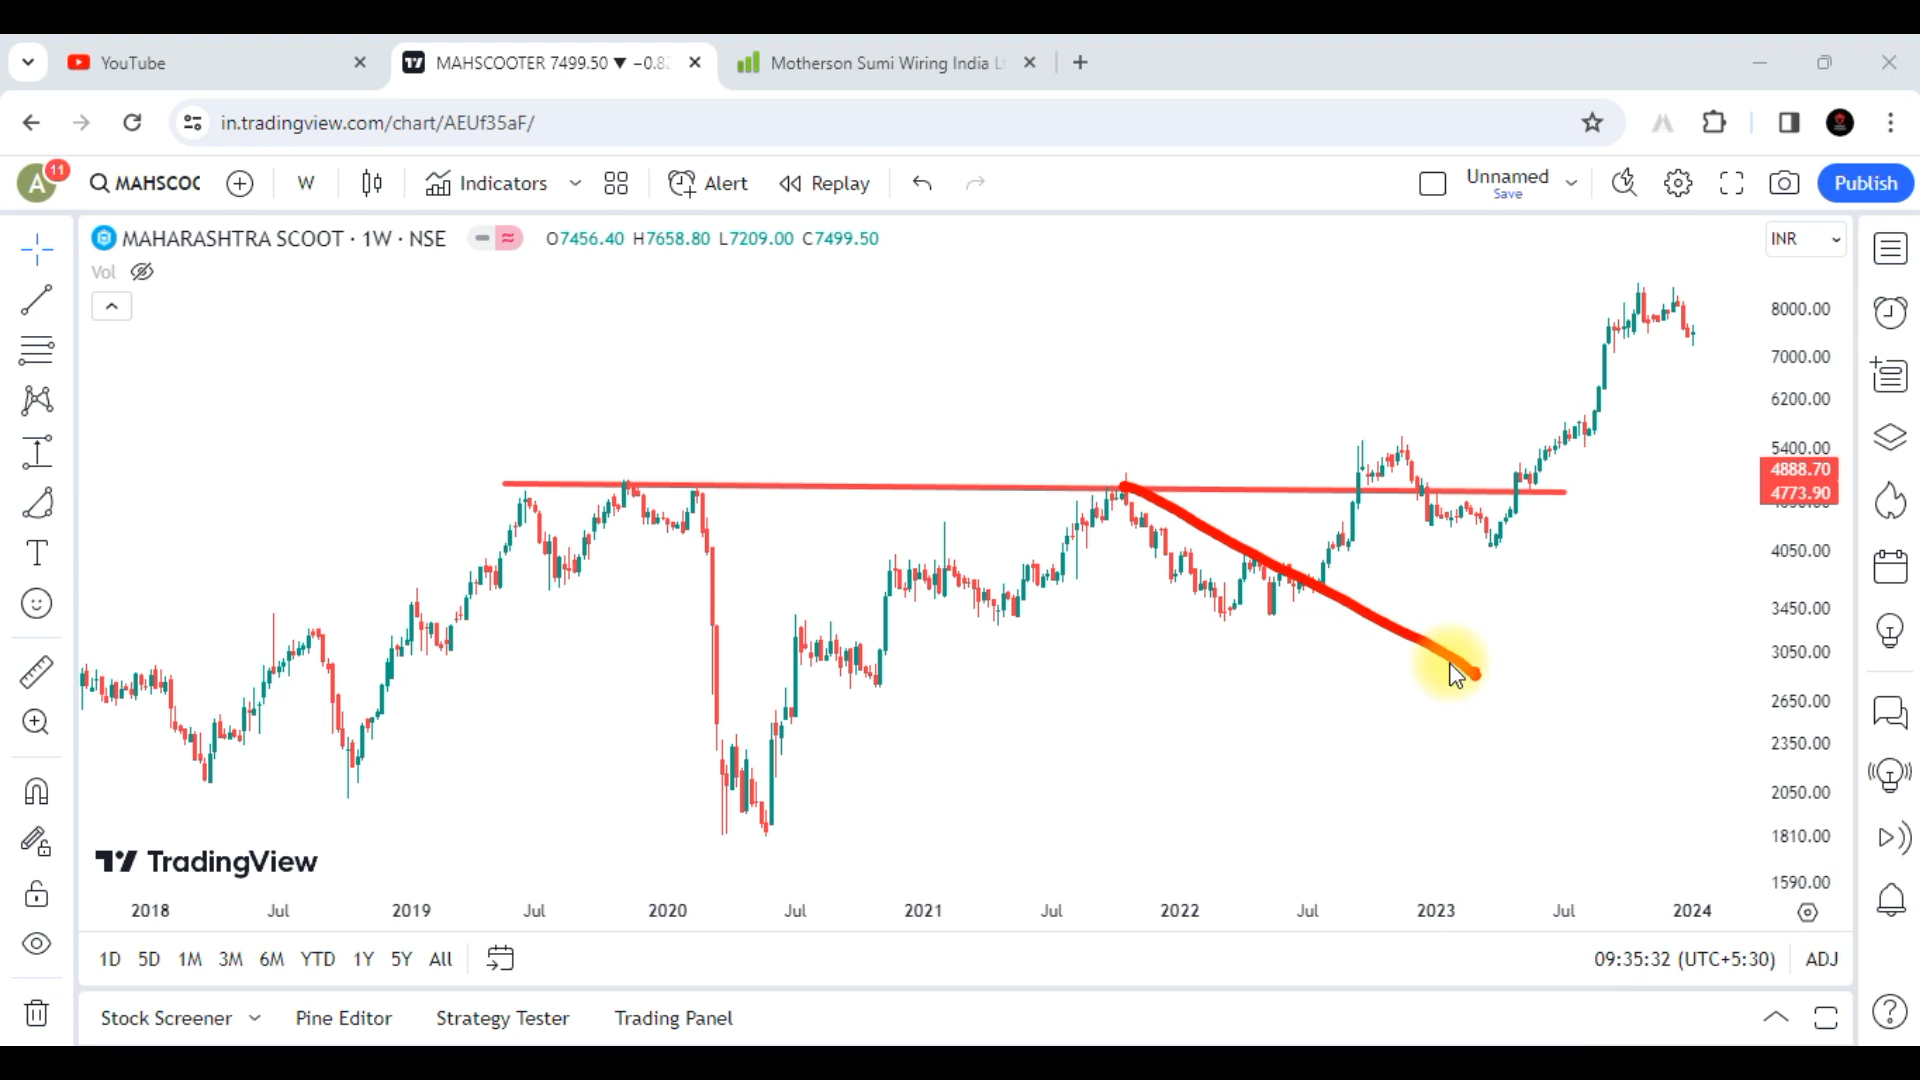 YouTube
MAHSCOOTER 7499.50 ▼ −0.82
Motherson Sumi Wiring India L
in.tradingview.com/chart/AEUf35aF/
A 11 MAHSCOO W Indicators Alert Replay Unnamed Save Publish
MAHARASHTRA SCOOT · 1W · NSE O7456.40 H7658.80 L7209.00 C7499.50
INR
Vol
8000.00
7000.00
6200.00
5400.00
4888.70
4773.90
4050.00
3450.00
3050.00
2650.00
2350.00
2050.00
1810.00
1590.00
TradingView
2018 Jul 2019 Jul 2020 Jul 2021 Jul 2022 Jul 2023 Jul 2024
1D 5D 1M 3M 6M YTD 1Y 5Y All 09:35:32 (UTC+5:30) ADJ
Stock Screener Pine Editor Strategy Tester Trading Panel